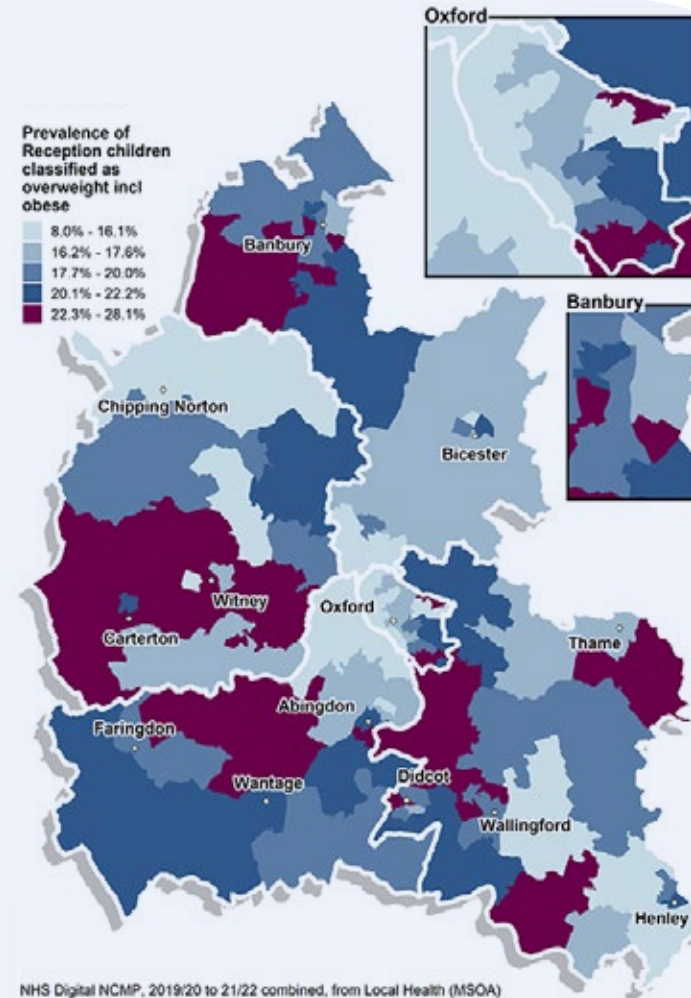 Oxford
Prevalence of
Reception children
classified as
overweight incl
obese
8.0% - 16.1%
16.2% - 17.6%
17.7% - 20.0%
20.1% - 22.2%
22.3% - 28.1%
Banbury
Banbury
Chipping Norton
Bicester
Witney
Oxford
Carterton
Thame
Abingdon
Faringdon
Didcot
Wantage
Wallingford
Henley
NHS Digital NCMP, 2019/20 to 21/22 combined, from Local Health (MSOA)